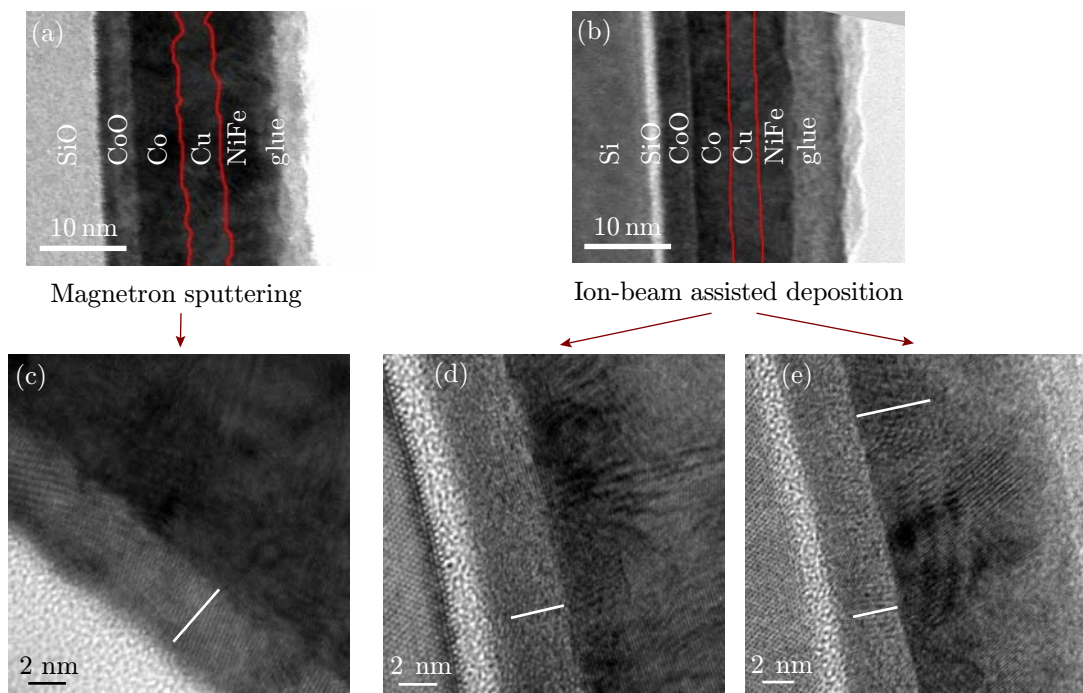 (a)
SiO
CoO
Co
Cu
NiFe
glue
10 nm
(b)
Si
SiO
CoO
Co
Cu
NiFe
glue
10 nm
Magnetron sputtering
Ion-beam assisted deposition
(c)
2 nm
(d)
2 nm
(e)
2 nm